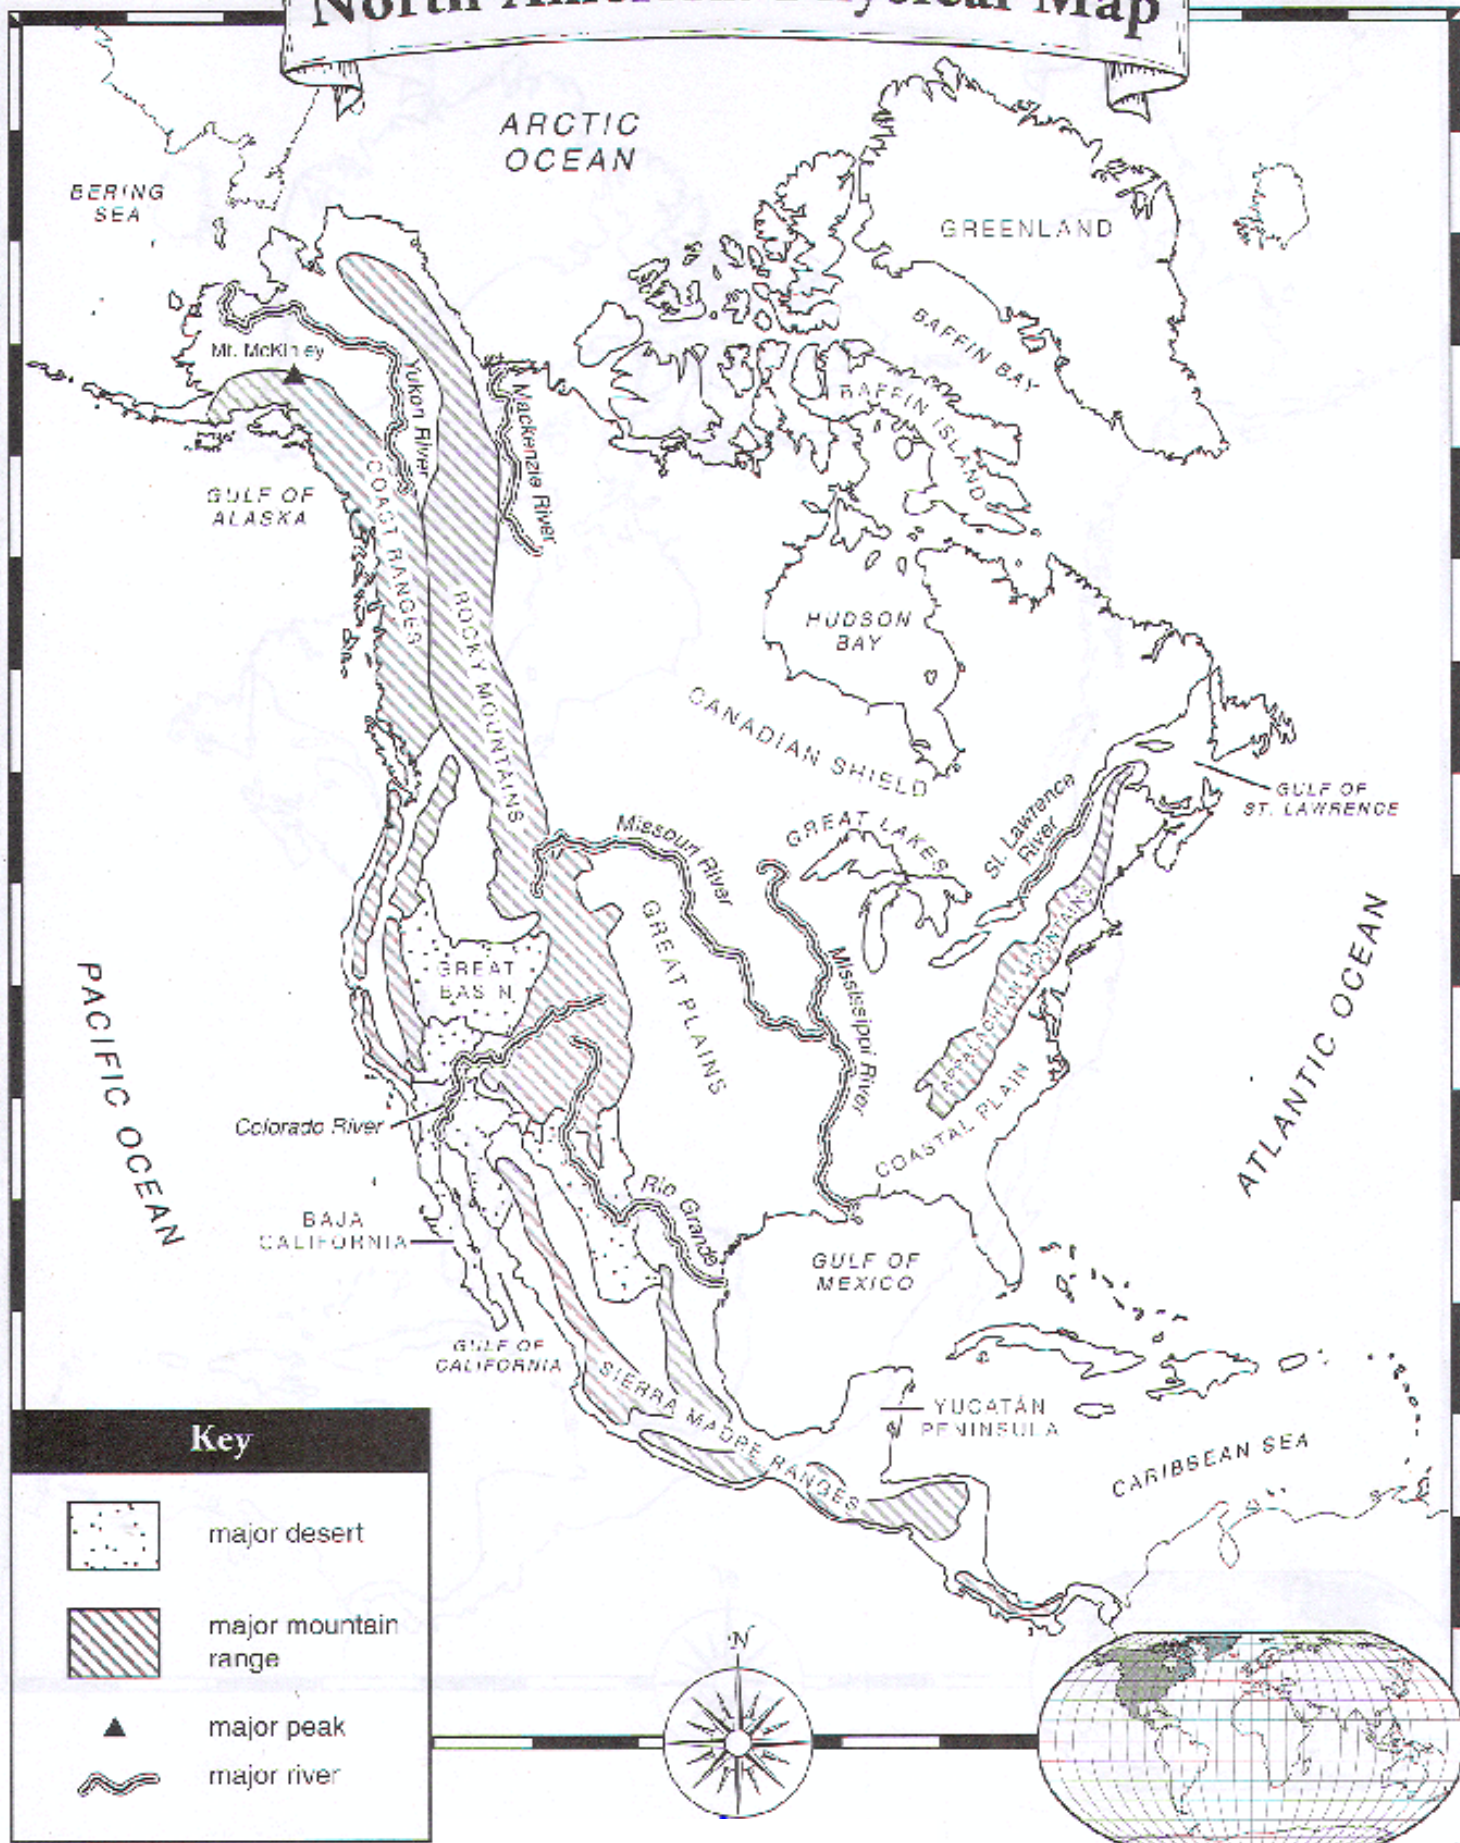 North American Physical Map
ARCTIC
OCEAN
BERING
SEA
GREENLAND
BAFFIN BAY
Mt. McKinley
BAFFIN ISLAND
Yukon River
Mackenzie River
GULF OF
ALASKA
COAST RANGES
ROCKY MOUNTAINS
HUDSON
BAY
CANADIAN SHIELD
GULF OF
ST. LAWRENCE
St. Lawrence
River
GREAT LAKES
Missouri River
GREAT PLAINS
Mississippi River
APPALACHIAN MOUNTAINS
GREAT
BASIN
PACIFIC OCEAN
ATLANTIC OCEAN
COASTAL PLAIN
Colorado River
Rio Grande
BAJA
CALIFORNIA
GULF OF
MEXICO
GULF OF
CALIFORNIA
SIERRA MADRE RANGES
YUCATÁN
PENINSULA
CARIBBEAN SEA
Key
major desert
major mountain
range
major peak
major river
N